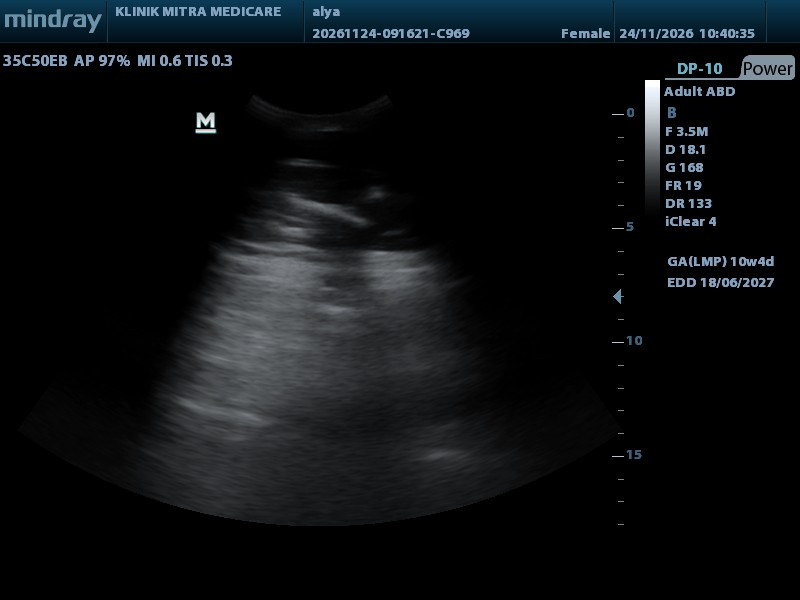 mindray
KLINIK MITRA MEDICARE
alya
20261124-091621-C969
Female
24/11/2026 10:40:35
35C50EB AP 97% MI 0.6 TIS 0.3
DP-10
Power
M
Adult ABD
B
F 3.5M
D 18.1
G 168
FR 19
DR 133
iClear 4
GA(LMP) 10w4d
EDD 18/06/2027
0
5
10
15